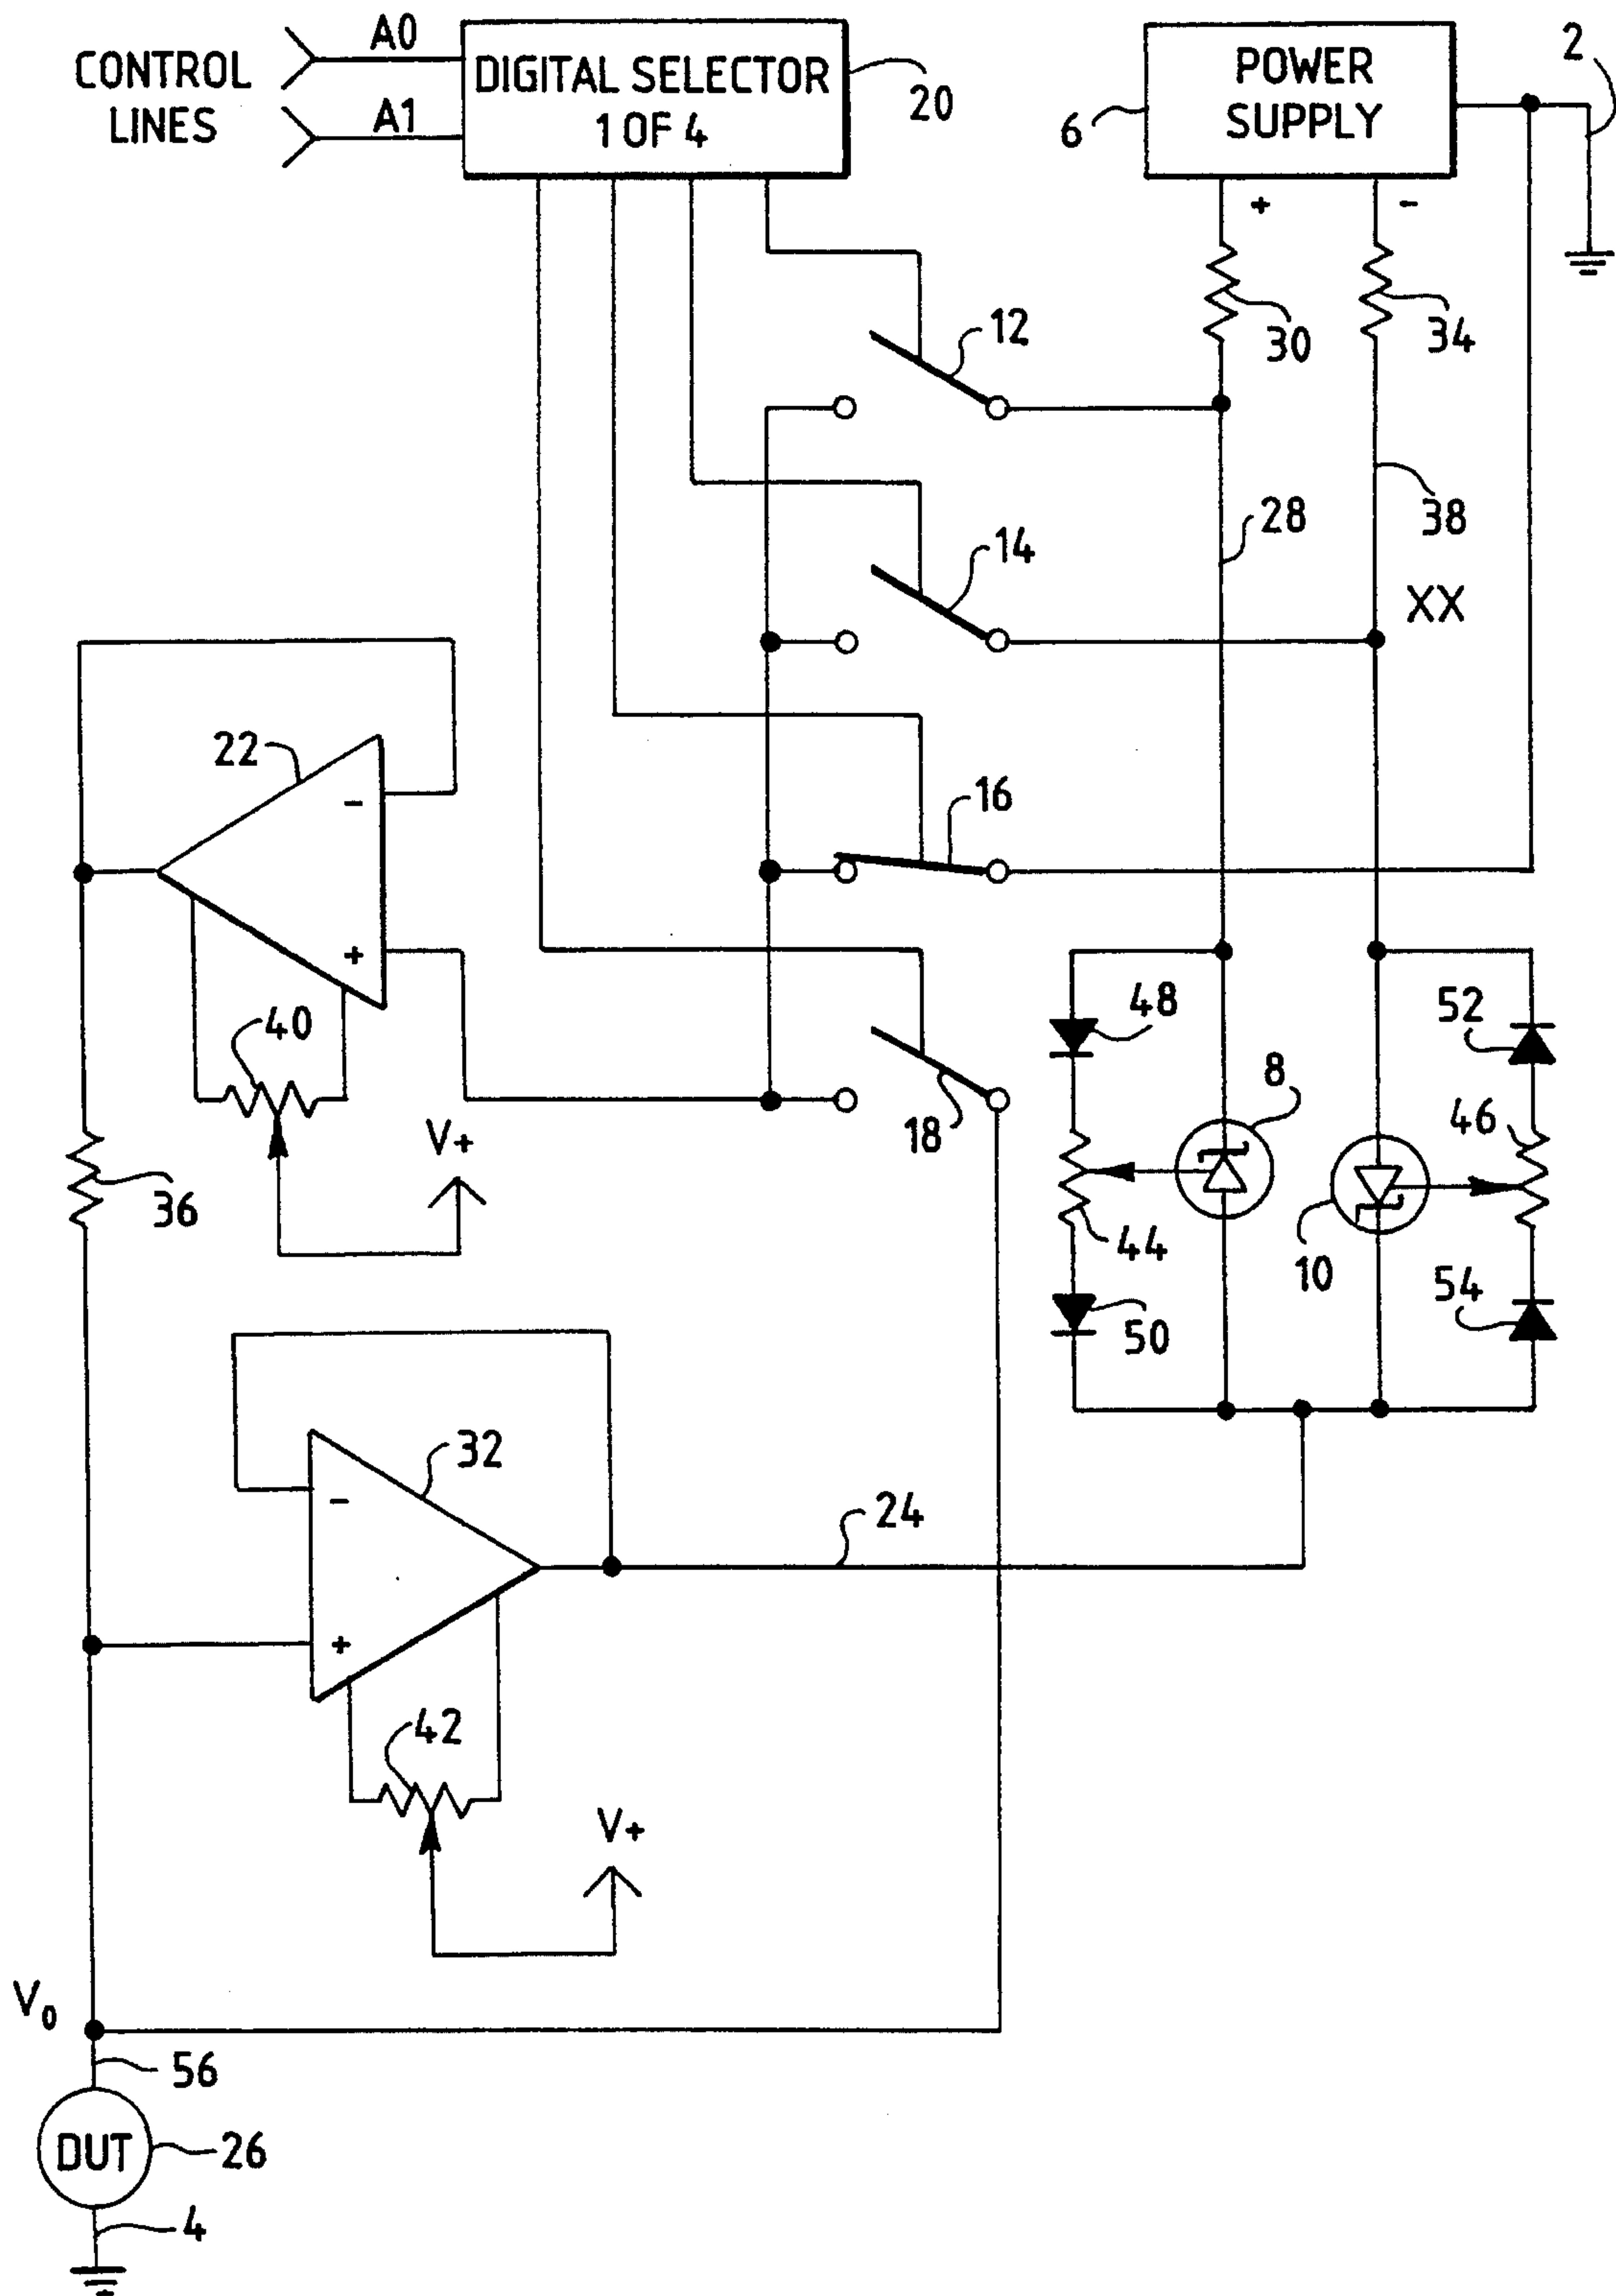 CONTROL
LINES
A0
A1
DIGITAL SELECTOR
1 OF 4
20
POWER
SUPPLY
6
2
+
-
30
34
12
28
38
14
XX
22
-
+
16
40
V+
18
48
52
8
46
36
44
10
50
54
32
-
+
24
42
V+
V0
56
DUT
26
4